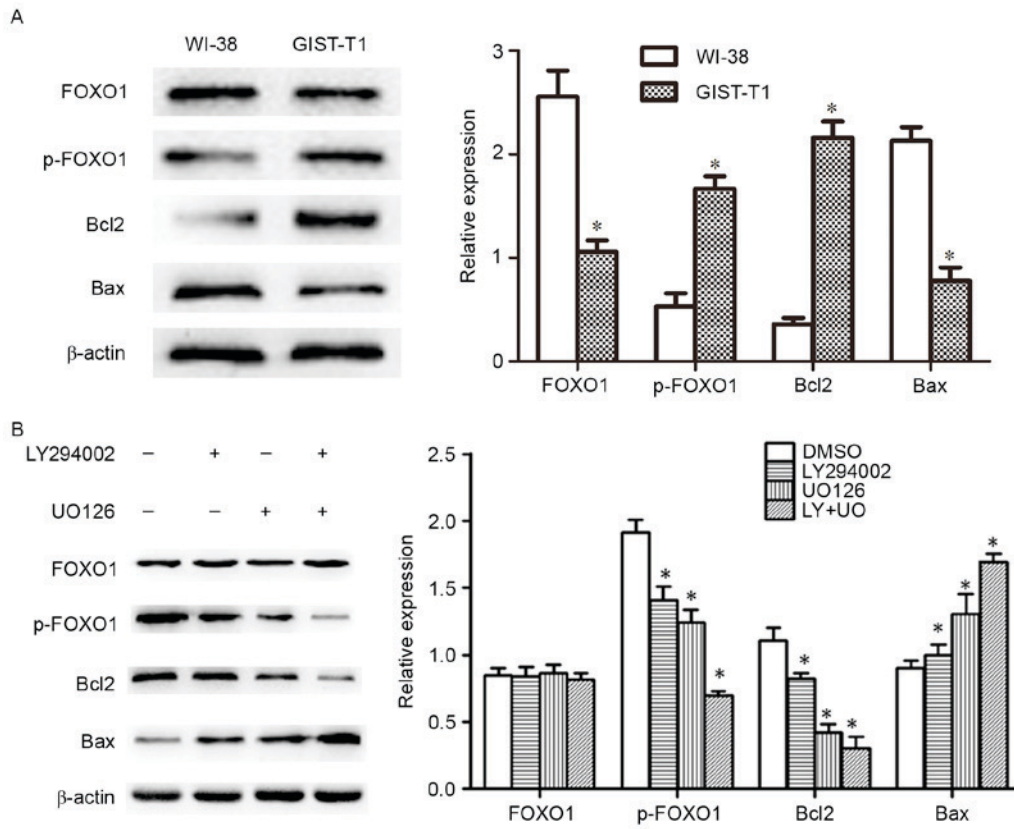 A
WI-38 GIST-T1
FOXO1
p-FOXO1
Bcl2
Bax
β-actin
3
2
1
0
Relative expression
WI-38
GIST-T1
* * * *
FOXO1 p-FOXO1 Bcl2 Bax
B
LY294002 – + – +
UO126 – – + +
FOXO1
p-FOXO1
Bcl2
Bax
β-actin
2.5
2.0
1.5
1.0
0.5
0.0
Relative expression
DMSO
LY294002
UO126
LY+UO
* * * * * * * * *
FOXO1 p-FOXO1 Bcl2 Bax